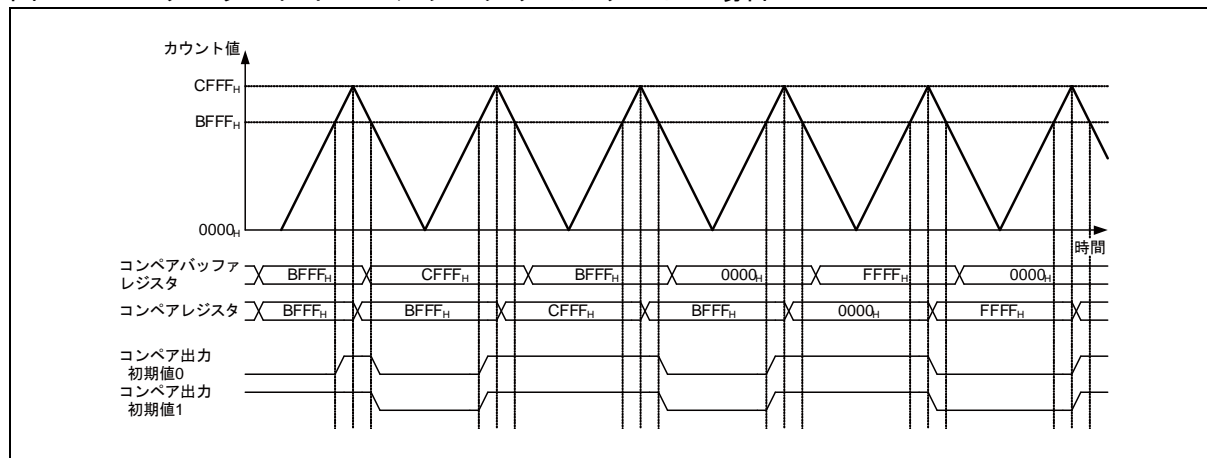 カウント値
CFFFH
BFFFH
0000H
時間
コンペアバッファ
レジスタ
BFFFH CFFFH BFFFH 0000H FFFFH 0000H
コンペアレジスタ BFFFH BFFFH CFFFH BFFFH 0000H FFFFH
コンペア出力
初期値0
コンペア出力
初期値1